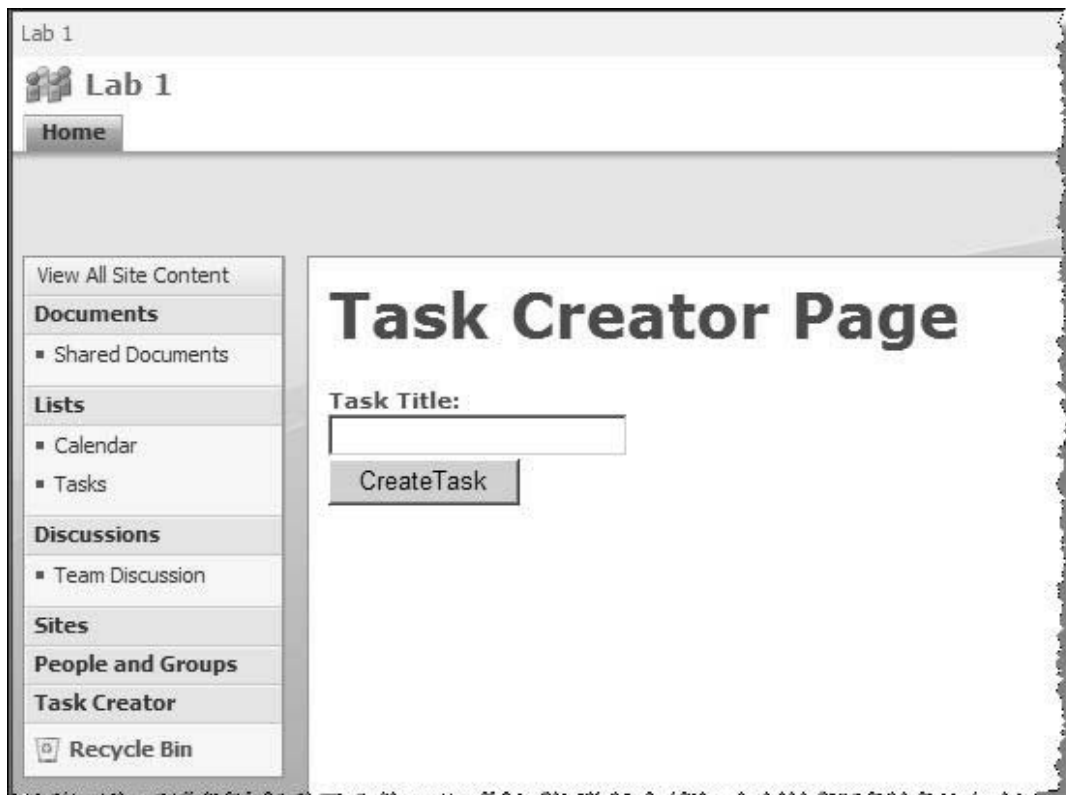 Lab 1
Lab 1
Home
View All Site Content
Documents
Shared Documents
Lists
Calendar
Tasks
Discussions
Team Discussion
Sites
People and Groups
Task Creator
Recycle Bin
Task Creator Page
Task Title:
CreateTask